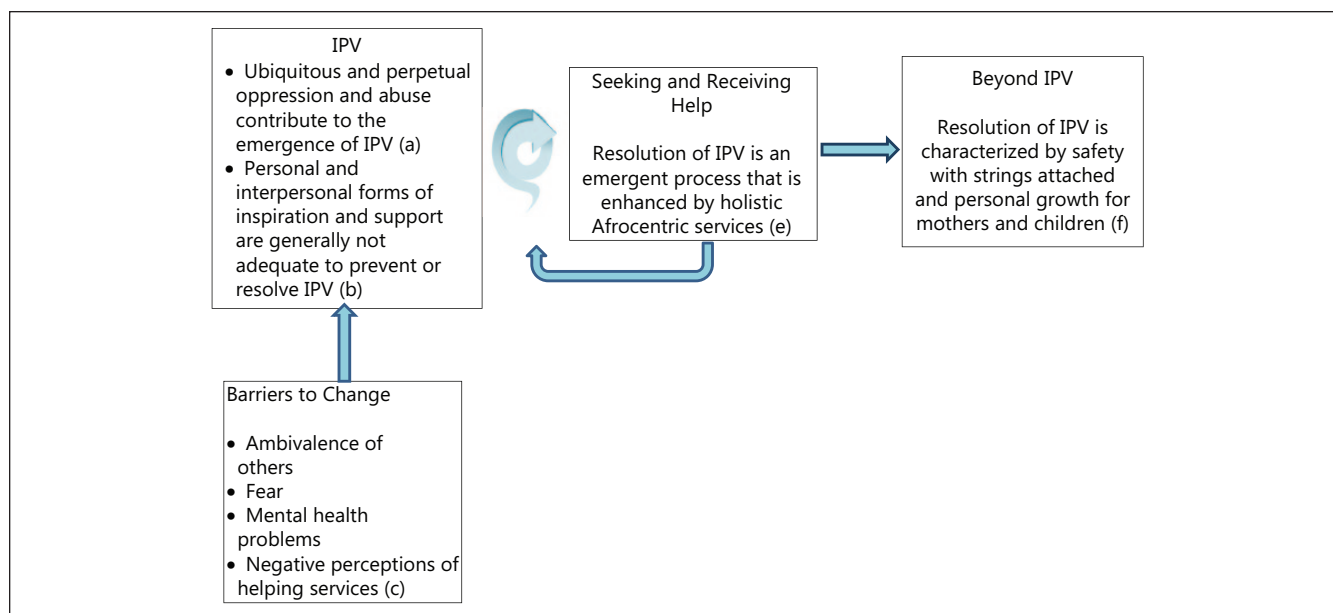 IPV
• Ubiquitous and perpetual
oppression and abuse
contribute to the
emergence of IPV (a)
• Personal and
interpersonal forms of
inspiration and support
are generally not
adequate to prevent or
resolve IPV (b)
Seeking and Receiving
Help
Resolution of IPV is an
emergent process that is
enhanced by holistic
Afrocentric services (e)
Beyond IPV
Resolution of IPV is
characterized by safety
with strings attached
and personal growth for
mothers and children (f)
Barriers to Change
• Ambivalence of
others
• Fear
• Mental health
problems
• Negative perceptions of
helping services (c)